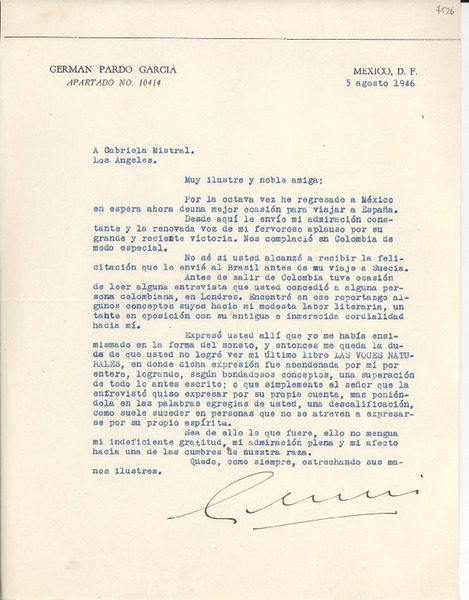 7526
GERMAN PARDO GARCIA
APARTADO NO. 10414
MEXICO, D. F.
5 agosto 1946
A Gabriela Mistral.
Los Angeles.
Muy ilustre y noble amiga:
Por la octava vez he regresado a México
en espera ahora deuna mejor ocasión para viajar a España.
Desde aquí le envío mi admiración cons-
tante y la renovada voz de mi fervoroso aplauso por su
grande y reciente victoria. Nos complació en Colombia de
modo especial.
No sé si usted alcanzó a recibir la feli-
citación que le envié al Brasil antes de su viaje a Suecia.
Antes de salir de Colombia tuve ocasión
de leer alguna entrevista que usted concedió a alguna per
sona colombiana, en Londres. Encontré en ese reportazgo al-
gunos conceptos suyos hacia mi modesta labor literaria, un
tanto en oposición con su antigua e inmerecida cordialidad
hacia mí.
Expresó usted allí que yo me había ensi-
mismado en la forma del soneto, y entonces me queda la du-
da de que usted no logró ver mi último libro LAS VOCES NATU-
RALES, en donde dicha expresión fue abandonada por mí por
entero, logrando, según bondadosos conceptos, una superación
de todo lo antes escrito; o que simplemente el señor que la
entrevistó quiso expresar por su propia cuenta, mas ponién-
dola en las palabras egregias de usted, una descalificación,
como suele suceder en personas que no se atreven a expresar-
se por su propio espíritu.
Sea de ello lo que fuere, ello no mengua
mi indeficiente gratitud, mi admiración plena y mi afecto
hacia una de las cumbres de nuestra raza.
Quedo, como siempre, estrechando sus ma-
nos ilustres.